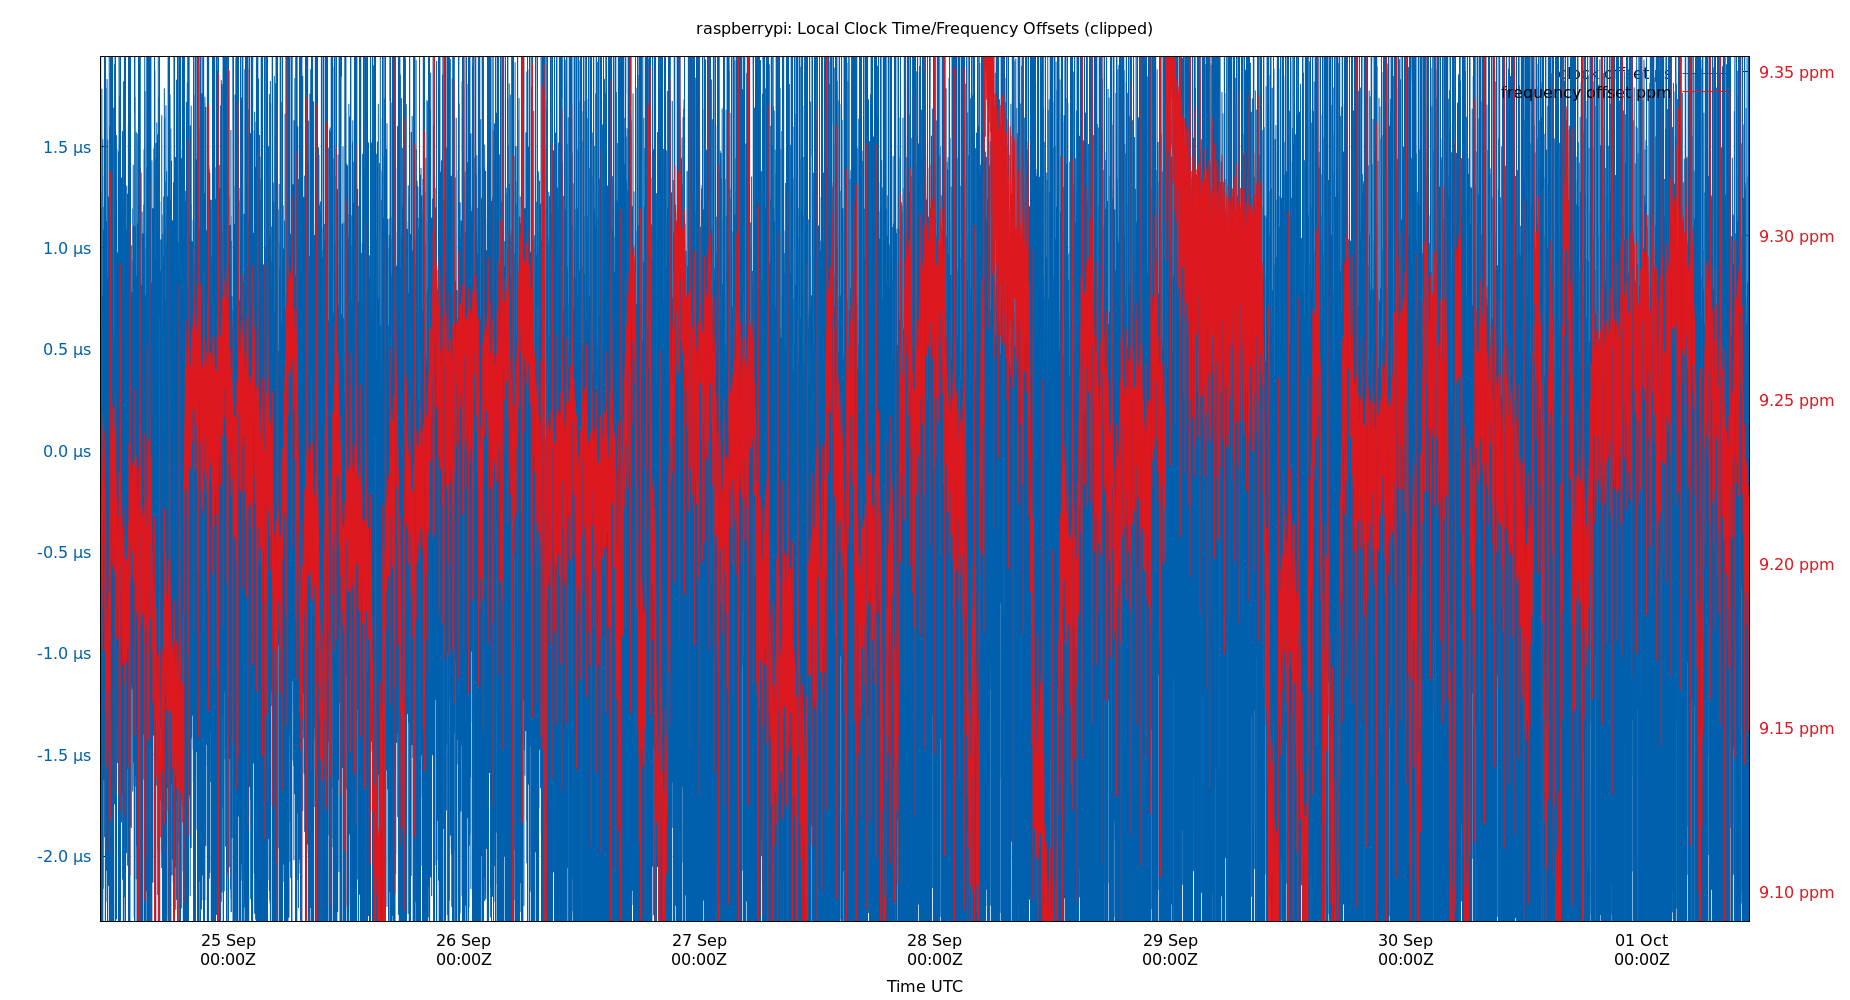 raspberrypi: Local Clock Time/Frequency Offsets (clipped)
clock offset µs
frequency offset ppm
1.5 µs
1.0 µs
0.5 µs
0.0 µs
-0.5 µs
-1.0 µs
-1.5 µs
-2.0 µs
9.35 ppm
9.30 ppm
9.25 ppm
9.20 ppm
9.15 ppm
9.10 ppm
25 Sep
00:00Z
26 Sep
00:00Z
27 Sep
00:00Z
28 Sep
00:00Z
29 Sep
00:00Z
30 Sep
00:00Z
01 Oct
00:00Z
Time UTC